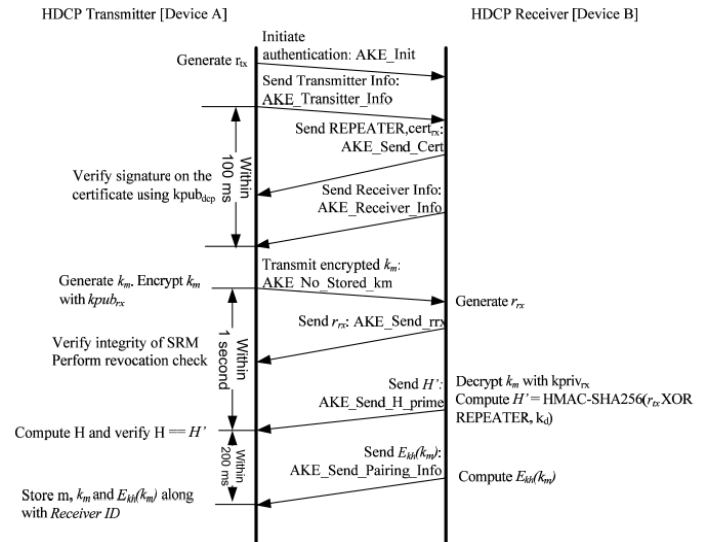 HDCP Transmitter [Device A]
HDCP Receiver [Device B]
Initiate
authentication: AKE_Init
Generate rtx
Send Transmitter Info:
AKE_Transitter_Info
Send REPEATER,certrx:
AKE_Send_Cert
Within
100 ms
Verify signature on the
certificate using kpubdcp
Send Receiver Info:
AKE_Receiver_Info
Transmit encrypted km:
AKE_No_Stored_km
Generate km. Encrypt km
with kpubrx
Generate rrx
Send rrx: AKE_Send_rrx
Verify integrity of SRM
Perform revocation check
Within
1 second
Send H':
AKE_Send_H_prime
Decrypt km with kprivrx
Compute H' = HMAC-SHA256(rtx XOR
REPEATER, kd)
Compute H and verify H == H'
Within
200 ms
Send Ekh(km):
AKE_Send_Pairing_Info
Compute Ekh(km)
Store m, km and Ekh(km) along
with Receiver ID